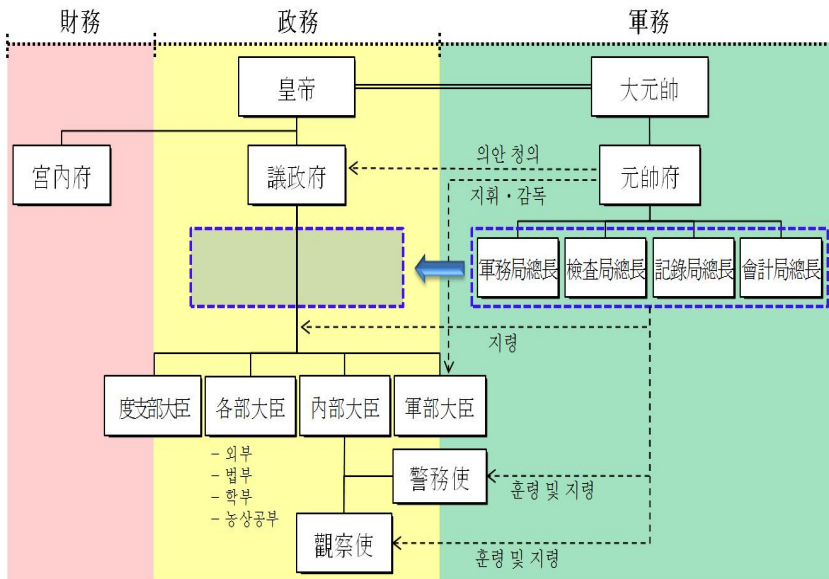 財務
政務
軍務
皇帝
大元帥
宮內府
議政府
의안 청의
元帥府
지휘・감독
軍務局總長
檢査局總長
記錄局總長
會計局總長
지령
度支部大臣
各部大臣
內部大臣
軍部大臣
- 외부
- 법부
- 학부
- 농상공부
警務使
훈령 및 지령
觀察使
훈령 및 지령